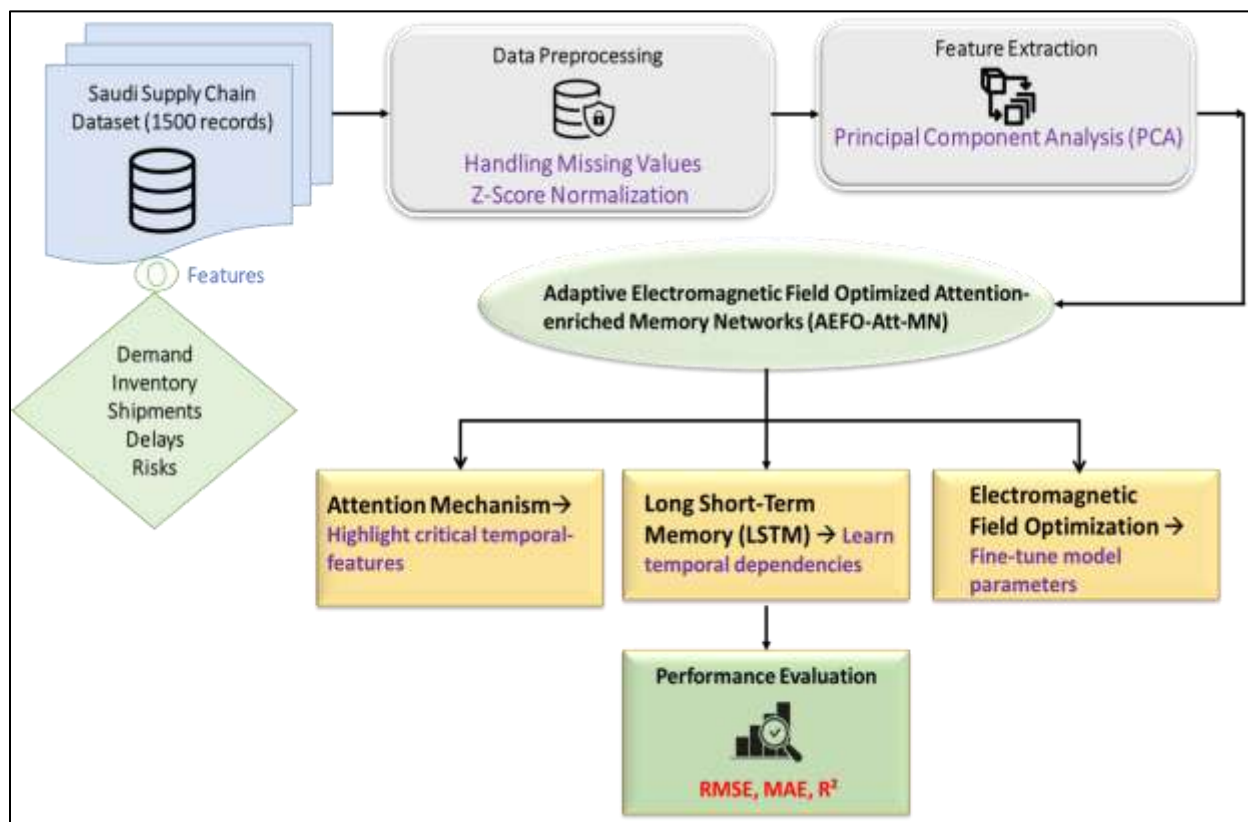 Saudi Supply Chain
Dataset (1500 records)
Features
Demand
Inventory
Shipments
Delays
Risks
Data Preprocessing
Handling Missing Values
Z-Score Normalization
Feature Extraction
Principal Component Analysis (PCA)
Adaptive Electromagnetic Field Optimized Attention-
enriched Memory Networks (AEFO-Att-MN)
Attention Mechanism→
Highlight critical temporal-
features
Long Short-Term
Memory (LSTM) → Learn
temporal dependencies
Electromagnetic
Field Optimization →
Fine-tune model
parameters
Performance Evaluation
RMSE, MAE, R²